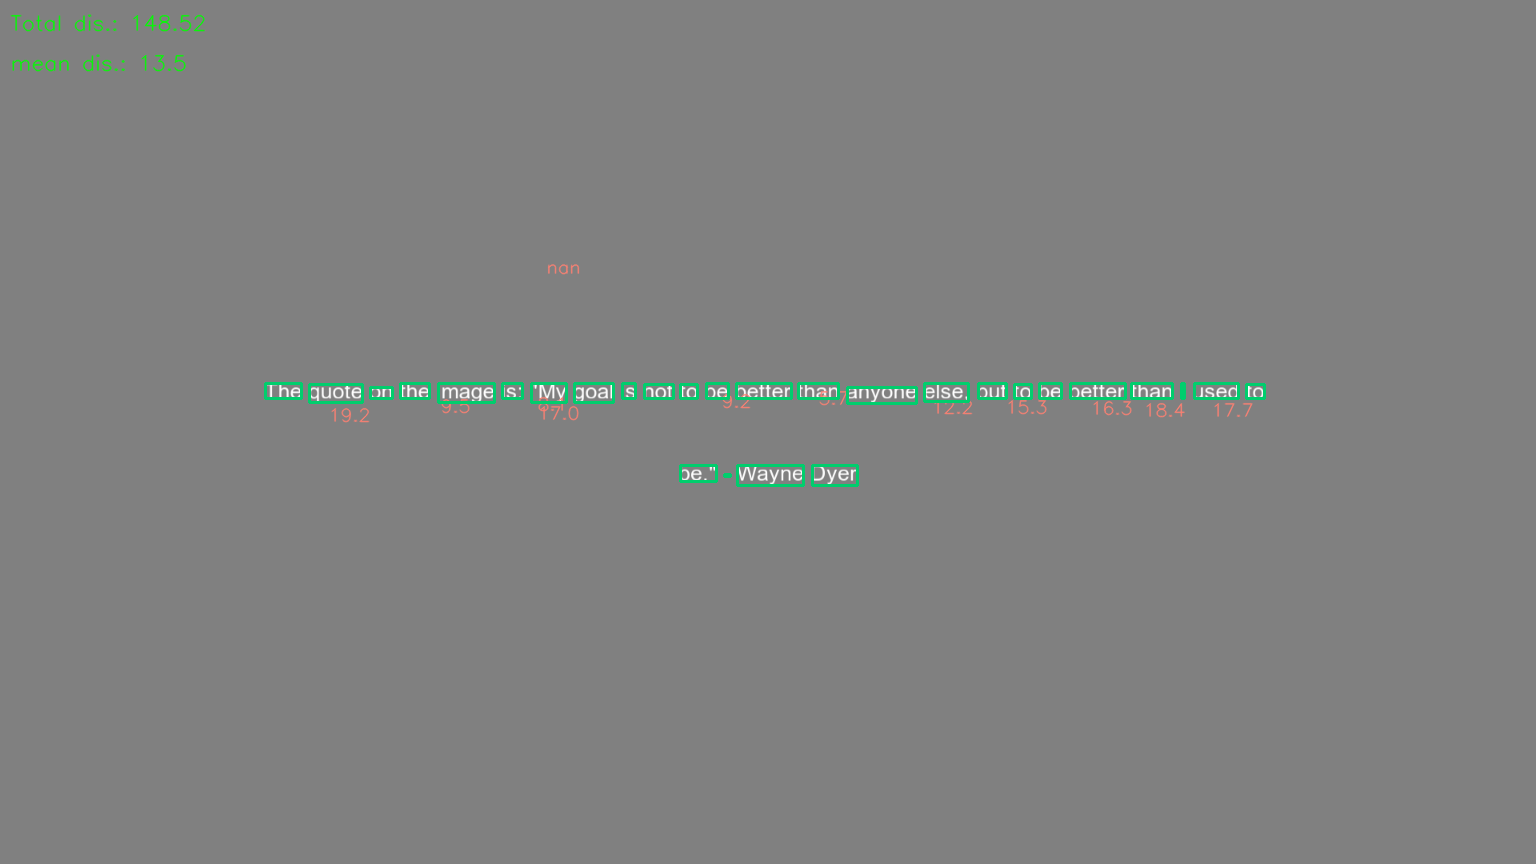 Total dis.: 148.52
mean dis.: 13.5
nan
The quote on the image is: "My goal is not to be better than anyone else, but to be better than I used to
19.2 9.5 17.0 9.2 5.7 12.2 15.3 16.3 18.4 17.7
be." - Wayne Dyer